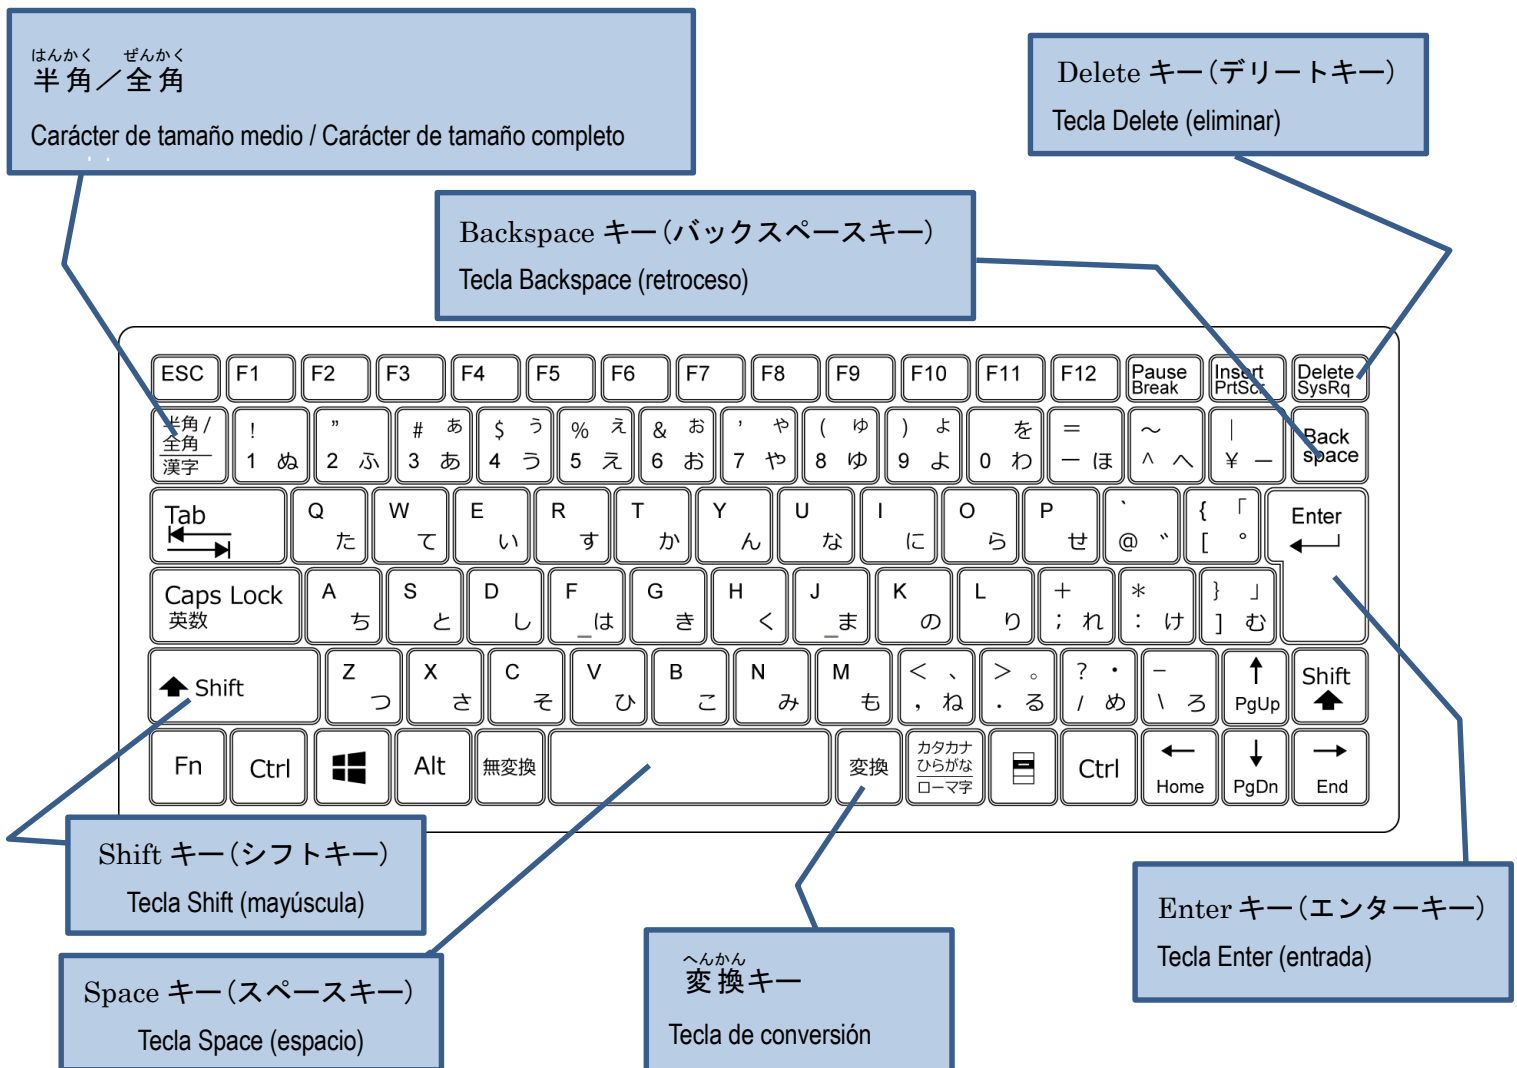 はんかく ぜんかく
半角／全角
Carácter de tamaño medio / Carácter de tamaño completo
Delete キー（デリートキー）
Tecla Delete (eliminar)
Backspace キー（バックスペースキー）
Tecla Backspace (retroceso)
ESC F1 F2 F3 F4 F5 F6 F7 F8 F9 F10 F11 F12 Pause Insert Delete
Break PrtScr SysRq
半角/
全角
漢字
! " # ぁ $ ぅ % ぇ & ぉ ' ゃ ( ゅ ) ょ を = ～ | Back
1 ぬ 2 ふ 3 あ 4 う 5 え 6 お 7 や 8 ゆ 9 よ 0 わ ー ほ ^ へ ¥ ー space
Tab Q W E R T Y U I O P ` { 「 Enter
た て い す か ん な に ら せ @ ゛ [ °
Caps Lock A S D F G H J K L + * } 」
英数 ち と し _は き く _ま の り ; れ : け ] む
Shift Z X C V B N M < 、 > 。 ? ・ _ PgUp Shift
つ さ そ ひ こ み も , ね . る / め \ ろ
Fn Ctrl Alt 無変換 変換 カタカナ Ctrl Home PgDn End
ひらがな
ローマ字
Shift キー（シフトキー）
Tecla Shift (mayúscula)
Space キー（スペースキー）
Tecla Space (espacio)
へんかん
変換キー
Tecla de conversión
Enter キー（エンターキー）
Tecla Enter (entrada)